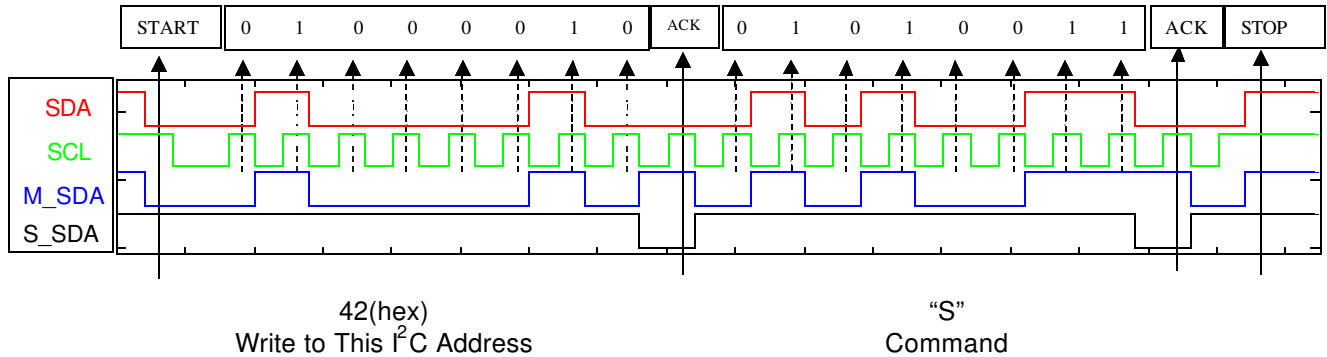 START 0 1 0 0 0 0 1 0 ACK 0 1 0 1 0 0 1 1 ACK STOP
SDA
SCL
M_SDA
S_SDA
42(hex) “S”
Write to This I²C Address Command